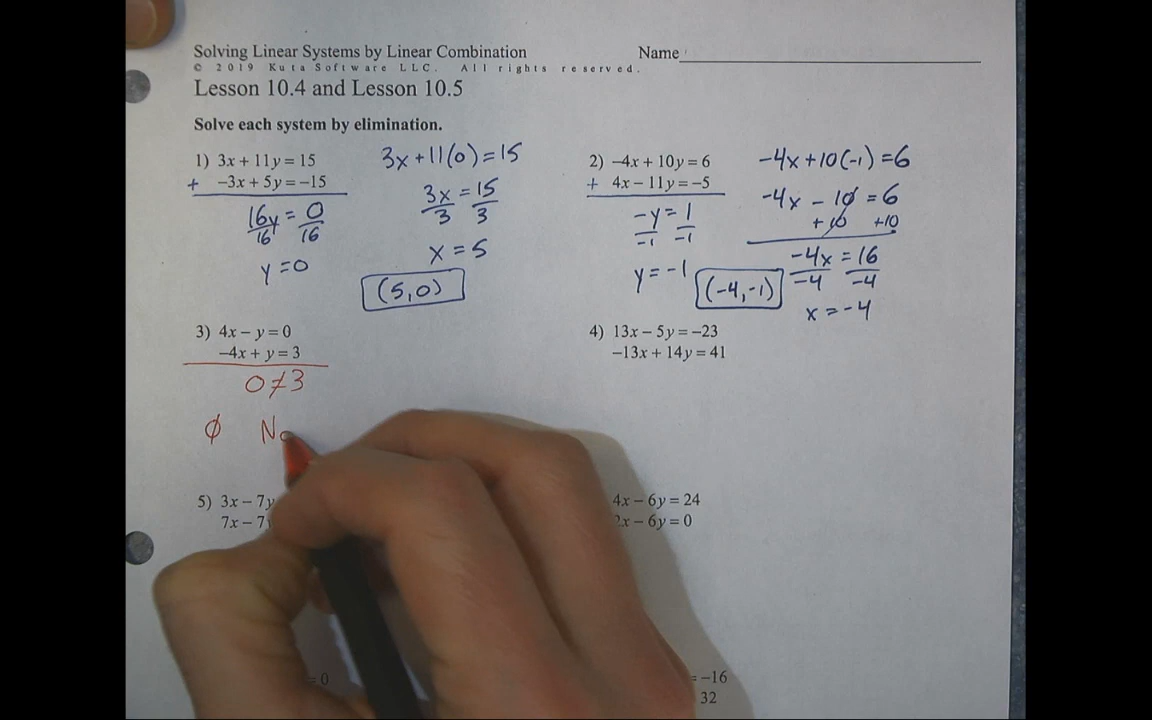 Solving Linear Systems by Linear Combination
Name
© 2019 Kuta Software LLC. All rights reserved.
Lesson 10.4 and Lesson 10.5
Solve each system by elimination.
1) 3x + 11y = 15
+ −3x + 5y = −15
16y/16 = 0/16
y = 0
3x + 11(0) = 15
3x/3 = 15/3
x = 5
(5,0)
2) −4x + 10y = 6
+ 4x − 11y = −5
-y/-1 = 1/-1
y = -1
-4x + 10(-1) = 6
-4x - 10 = 6
+10 +10
-4x/-4 = 16/-4
x = -4
(-4,-1)
3) 4x − y = 0
−4x + y = 3
0 ≠ 3
∅ No
4) 13x − 5y = −23
−13x + 14y = 41
5) 3x − 7y
7x − 7
4x − 6y = 24
2x − 6y = 0
= 0
= −16
32